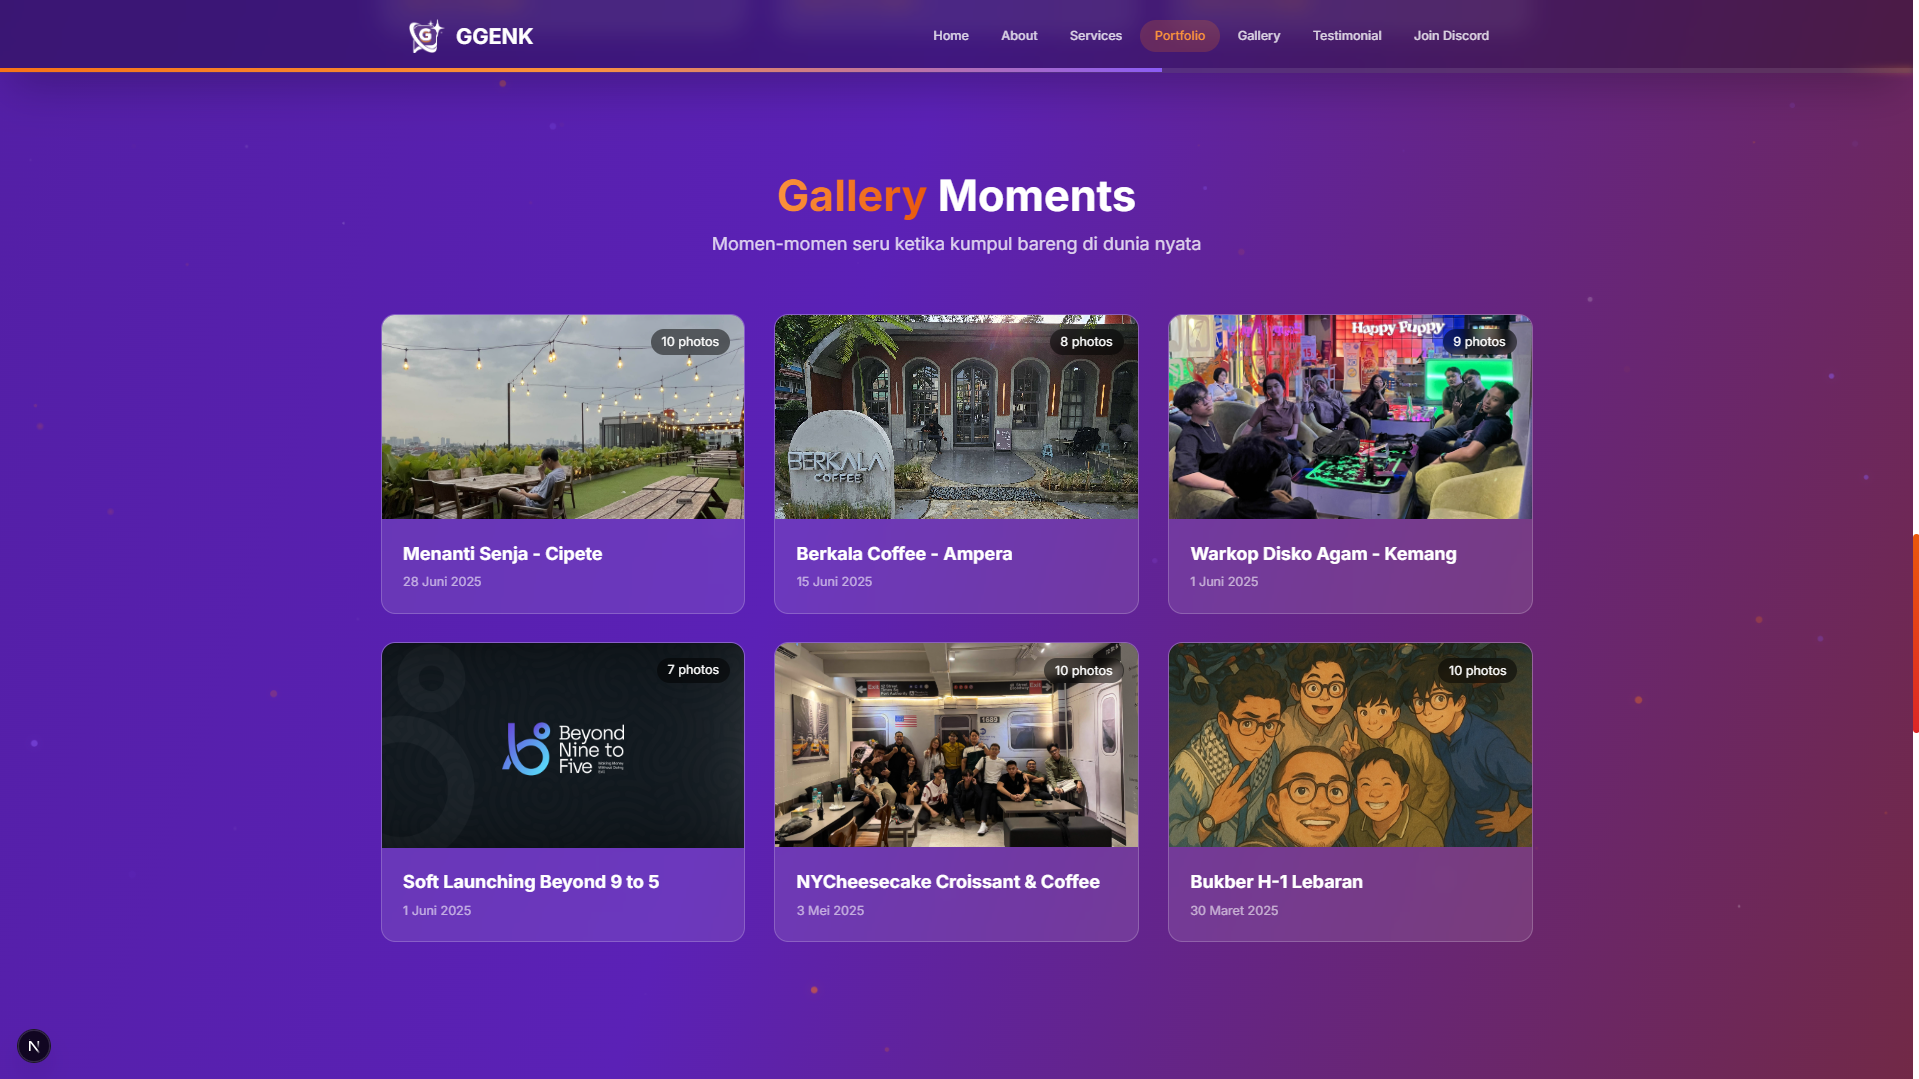 GGENK
Home
About
Services
Portfolio
Gallery
Testimonial
Join Discord
Gallery Moments
Momen-momen seru ketika kumpul bareng di dunia nyata
10 photos
Menanti Senja - Cipete
28 Juni 2025
8 photos
BERKALA
COFFEE
Berkala Coffee - Ampera
15 Juni 2025
Happy Puppy
15
9 photos
Warkop Disko Agam - Kemang
1 Juni 2025
7 photos
Beyond
Nine to
Five
Soft Launching Beyond 9 to 5
1 Juni 2025
10 photos
Exit
1689
NYCheesecake Croissant & Coffee
3 Mei 2025
10 photos
Bukber H-1 Lebaran
30 Maret 2025
N